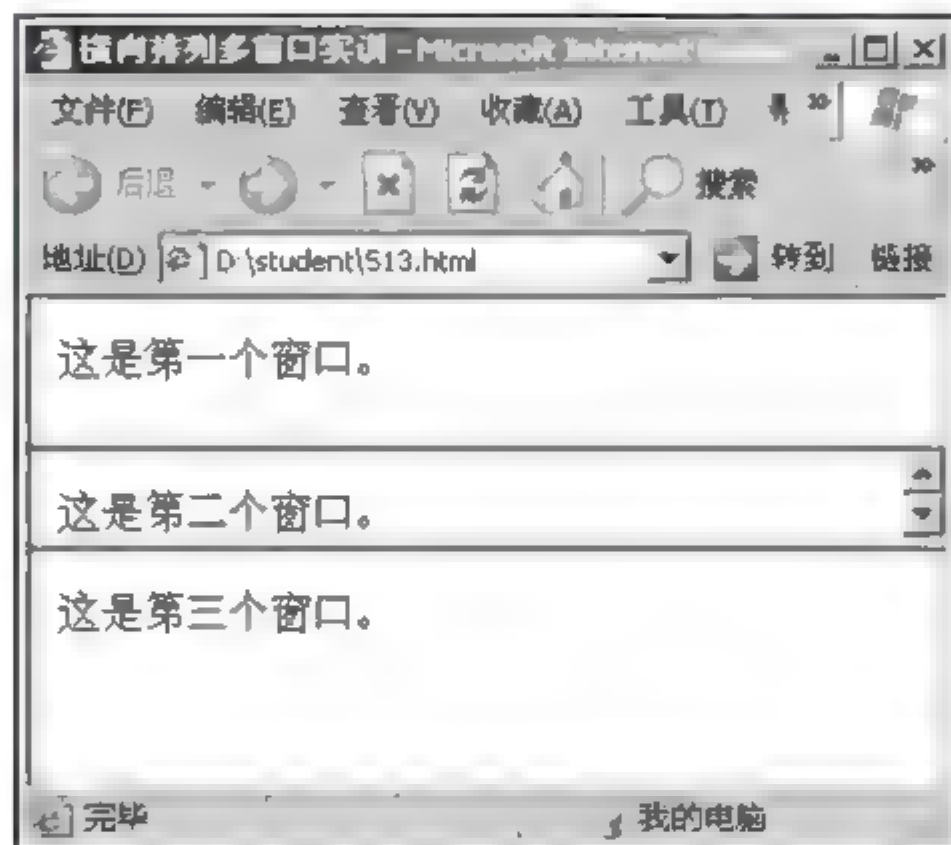 横向排列多窗口实训 - Microsoft Internet
文件(F) 编辑(E) 查看(V) 收藏(A) 工具(T) »
后退 搜索 »
地址(D) D:\student\513.html 转到 链接
这是第一个窗口。
这是第二个窗口。
这是第三个窗口。
完毕 我的电脑